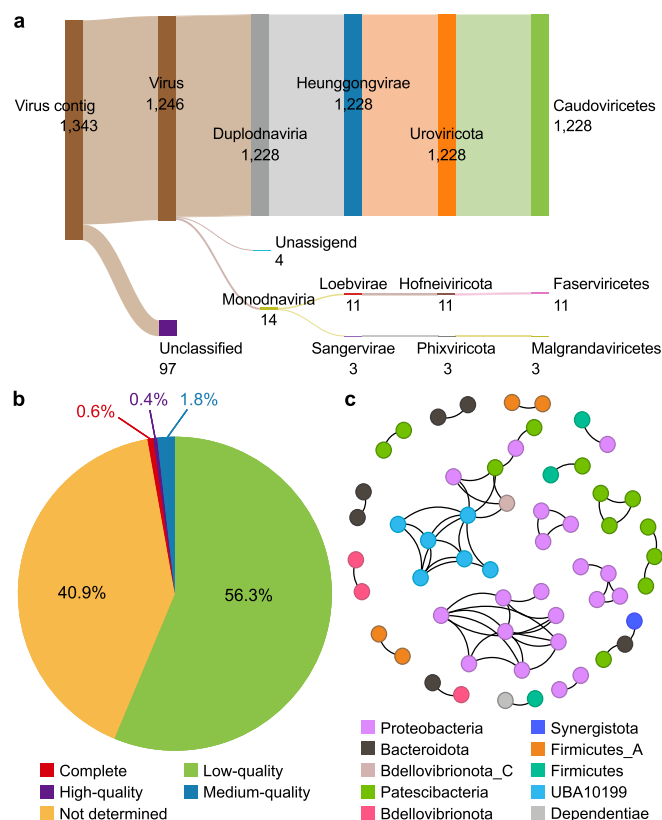 a
Virus contig
1,343
Virus
1,246
Duplodnaviria
1,228
Heunggongvirae
1,228
Uroviricota
1,228
Caudoviricetes
1,228
Unassigend
4
Monodnaviria
14
Loebvirae
11
Hofneiviricota
11
Faserviricetes
11
Sangervirae
3
Phixviricota
3
Malgrandaviricetes
3
Unclassified
97
b
0.6%
0.4%
1.8%
40.9%
56.3%
Complete
High-quality
Not determined
Low-quality
Medium-quality
c
Proteobacteria
Bacteroidota
Bdellovibrionota_C
Patescibacteria
Bdellovibrionota
Synergistota
Firmicutes_A
Firmicutes
UBA10199
Dependentiae